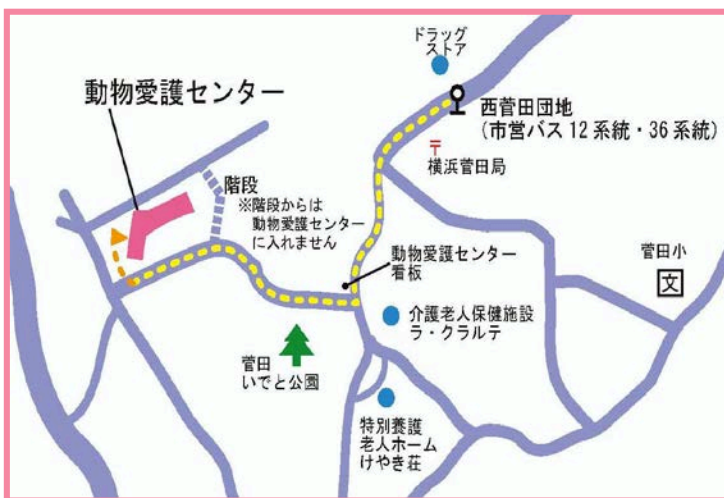 ドラッグ
ストア
動物愛護センター
西菅田団地
(市営バス12系統・36系統)
〒
横浜菅田局
階段
※階段からは
動物愛護センター
に入れません
動物愛護センター
看板
菅田小
文
介護老人保健施設
ラ・クラルテ
菅田
いでと公園
特別養護
老人ホーム
けやき荘